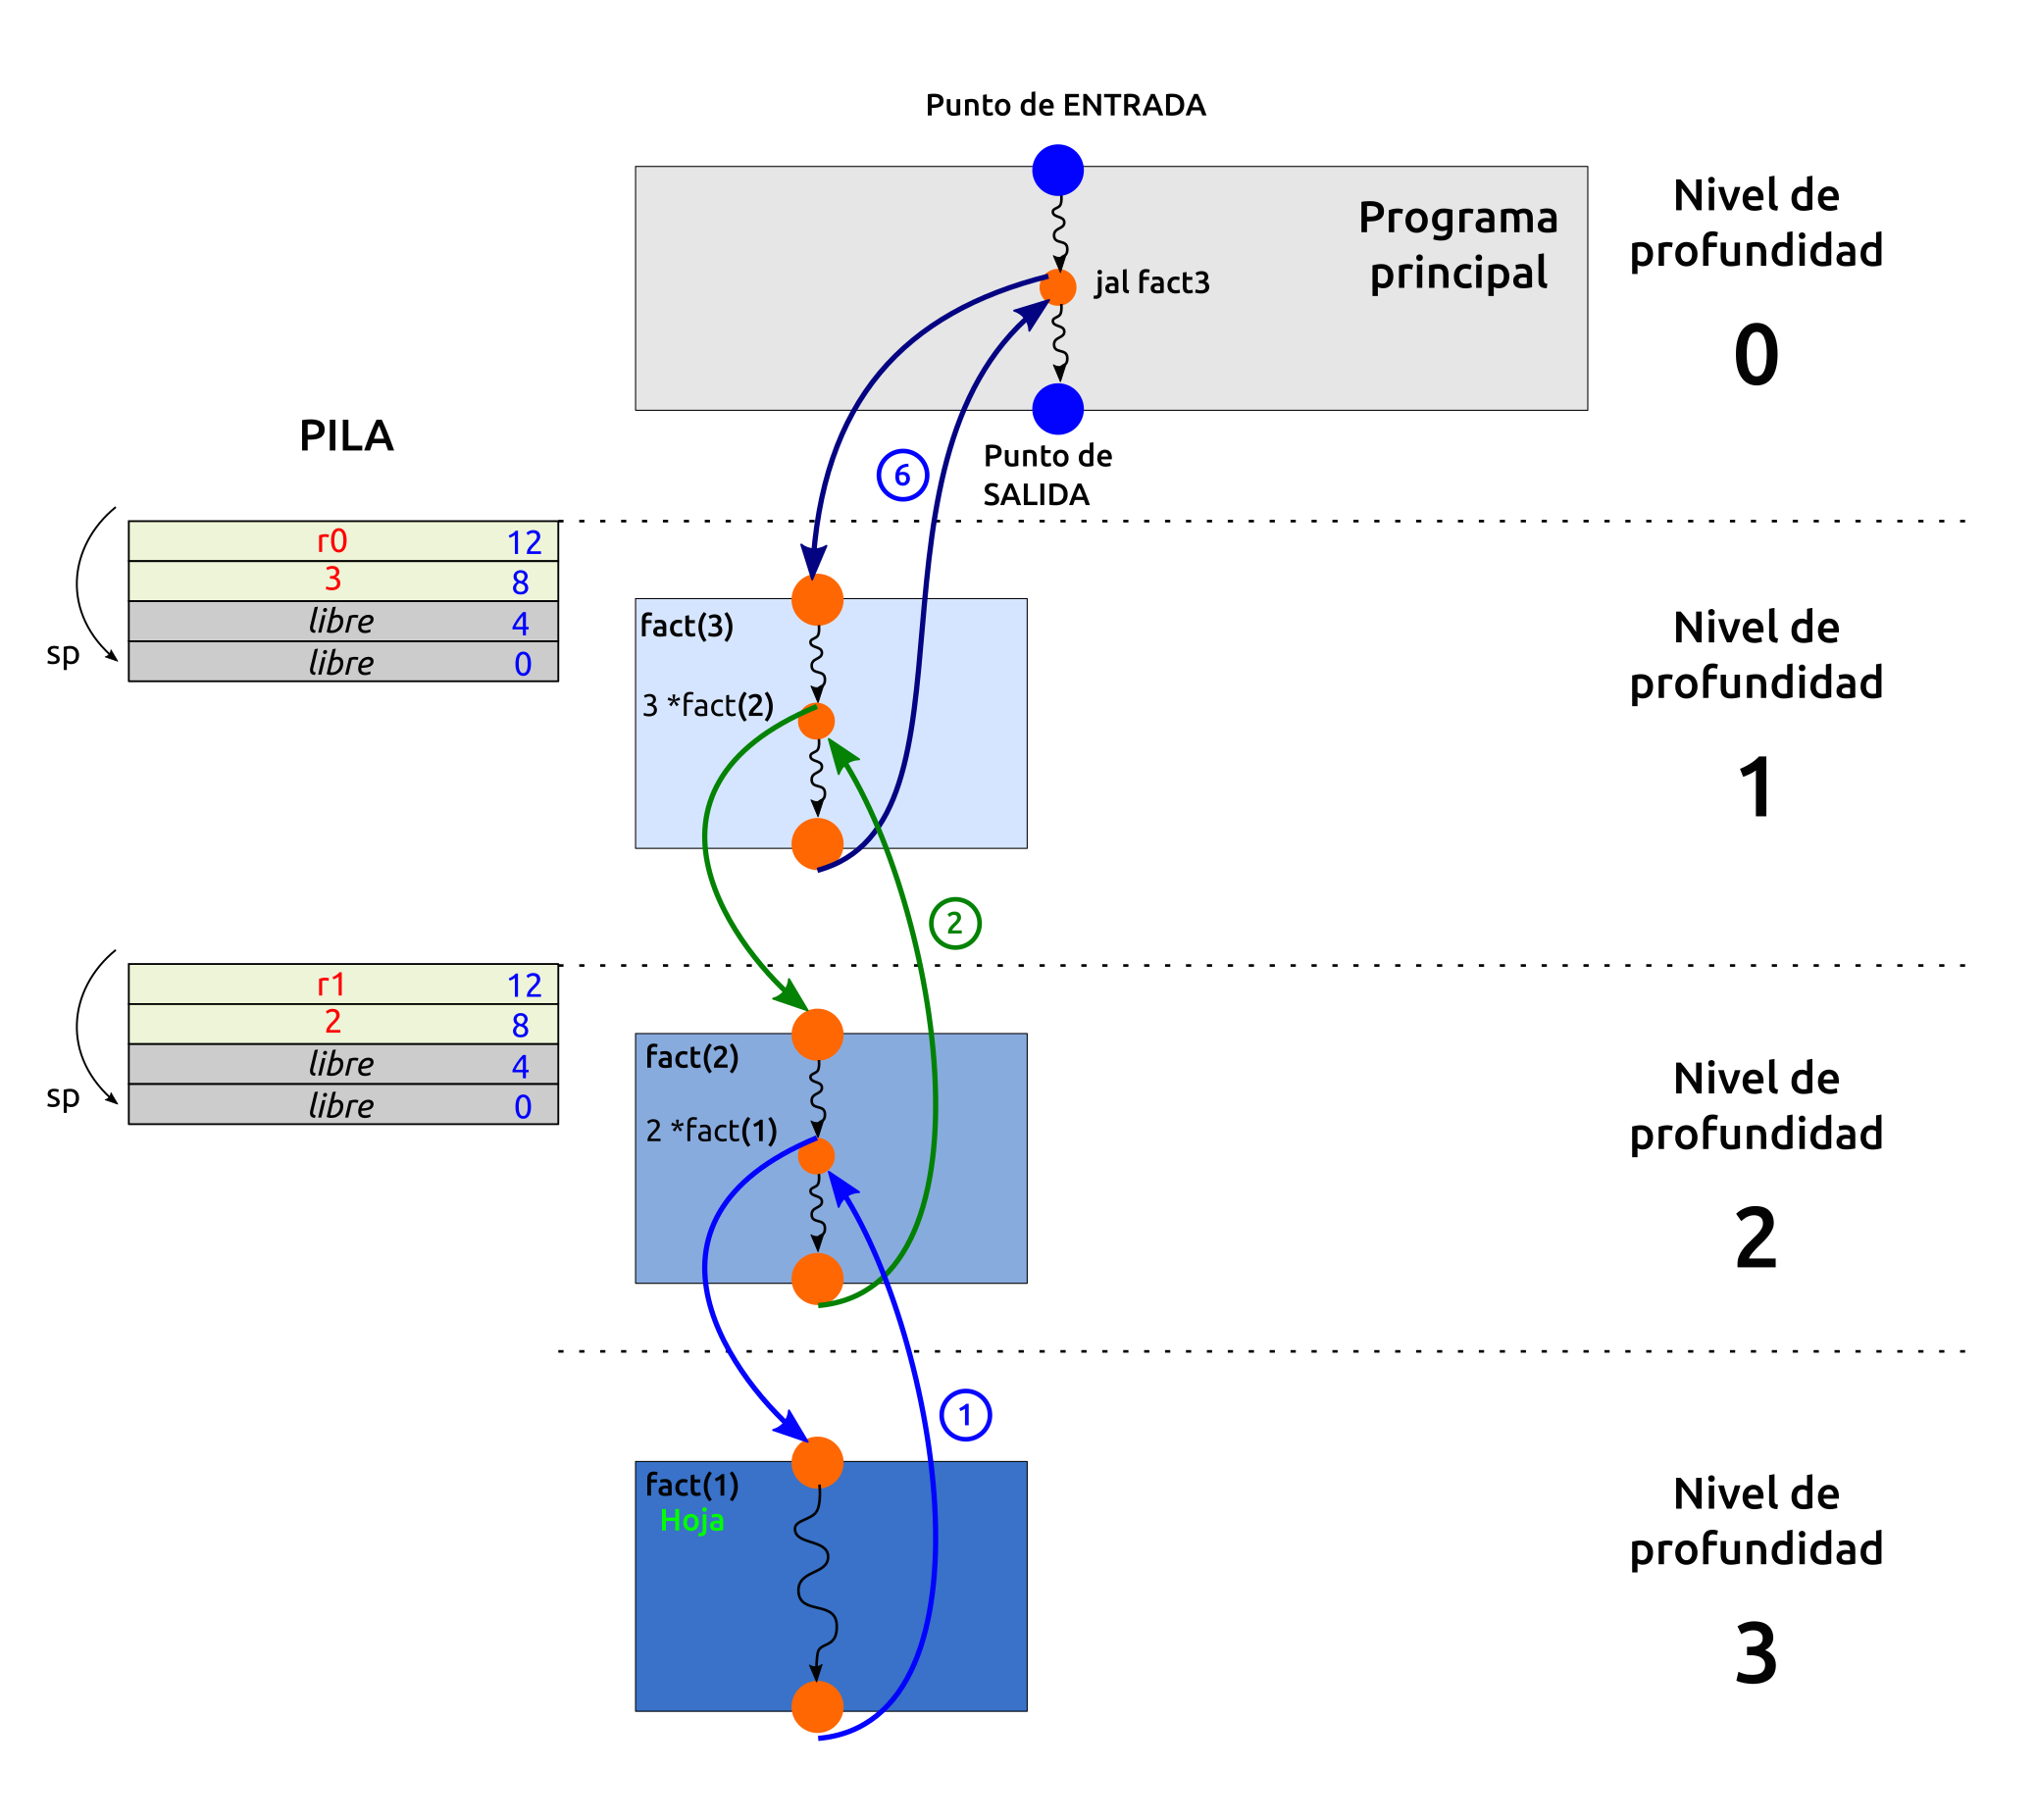 Punto de ENTRADA
Programa
principal
jal fact3
Nivel de
profundidad
0
Punto de
SALIDA
6
PILA
r0 12
3 8
libre 4
libre 0
sp
fact(3)
3 *fact(2)
Nivel de
profundidad
1
2
r1 12
2 8
libre 4
libre 0
sp
fact(2)
2 *fact(1)
Nivel de
profundidad
2
1
fact(1)
Hoja
Nivel de
profundidad
3